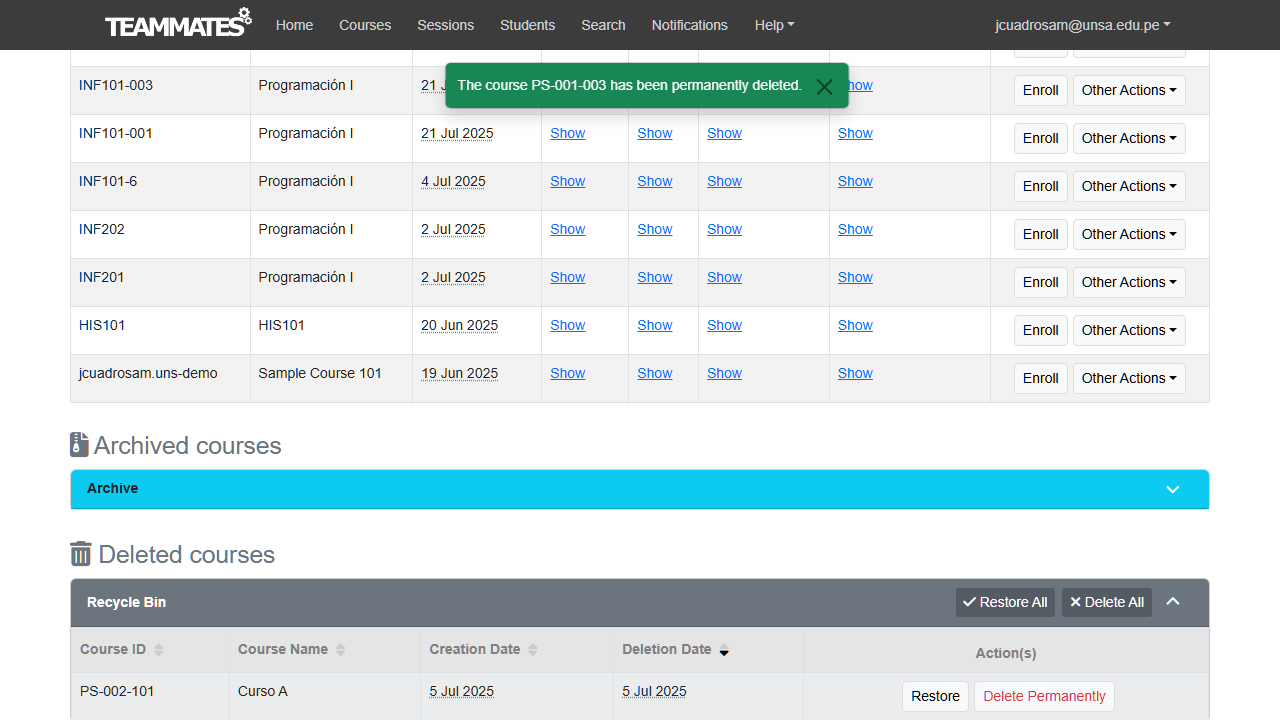 TEAMMATES Home Courses Sessions Students Search Notifications Help jcuadrosam@unsa.edu.pe
The course PS-001-003 has been permanently deleted.
INF101-003 Programación I 21 J how Enroll Other Actions
INF101-001 Programación I 21 Jul 2025 Show Show Show Show Enroll Other Actions
INF101-6 Programación I 4 Jul 2025 Show Show Show Show Enroll Other Actions
INF202 Programación I 2 Jul 2025 Show Show Show Show Enroll Other Actions
INF201 Programación I 2 Jul 2025 Show Show Show Show Enroll Other Actions
HIS101 HIS101 20 Jun 2025 Show Show Show Show Enroll Other Actions
jcuadrosam.uns-demo Sample Course 101 19 Jun 2025 Show Show Show Show Enroll Other Actions
Archived courses
Archive
Deleted courses
Recycle Bin Restore All Delete All
Course ID Course Name Creation Date Deletion Date Action(s)
PS-002-101 Curso A 5 Jul 2025 5 Jul 2025 Restore Delete Permanently